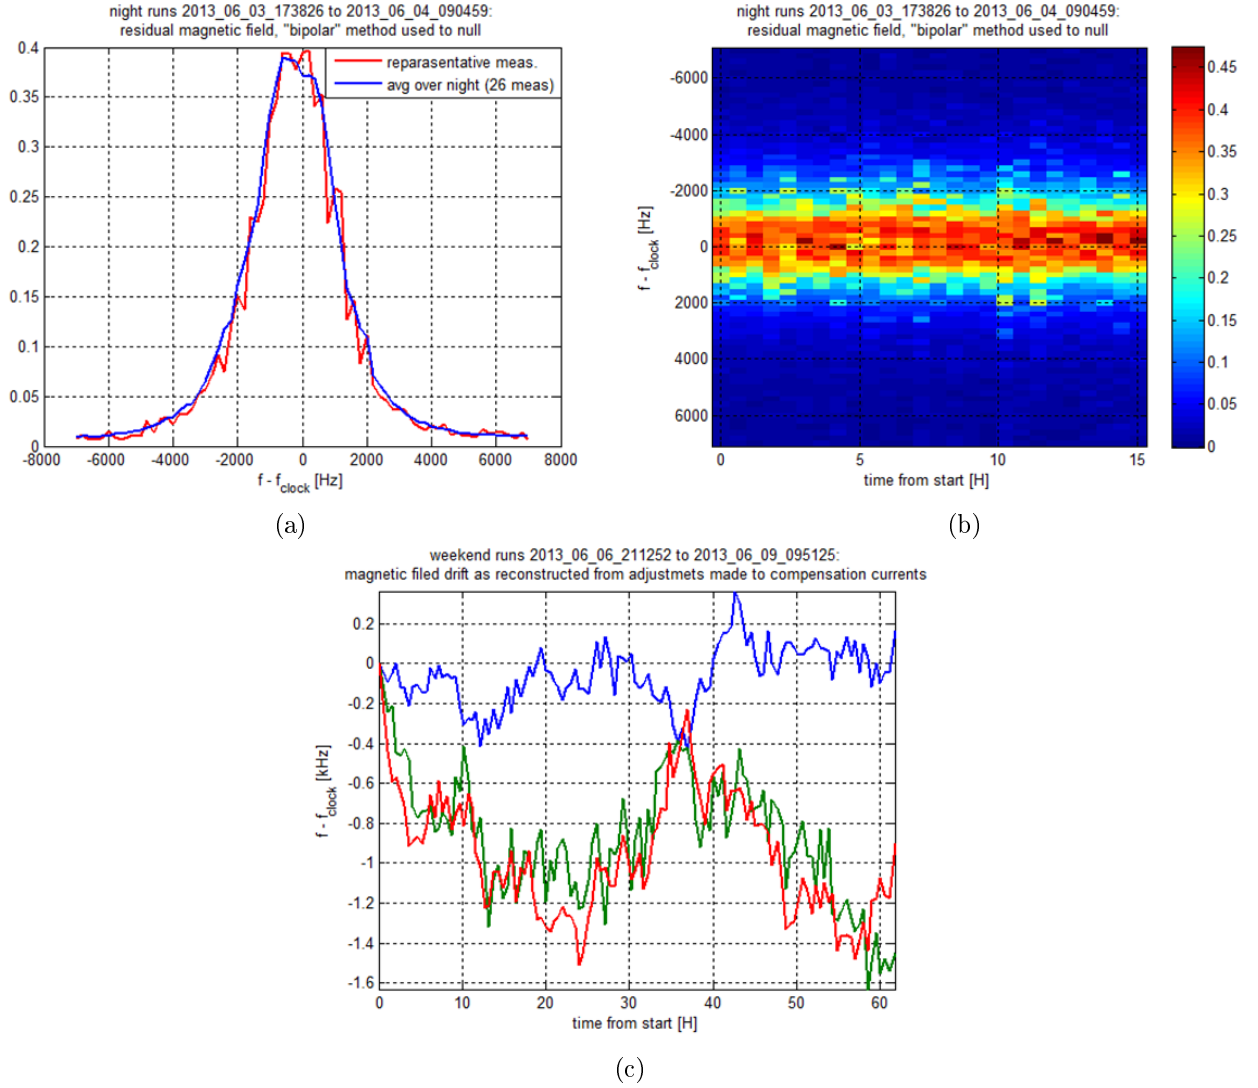 night runs 2013_06_03_173826 to 2013_06_04_090459:
residual magnetic field, "bipolar" method used to null
0.4
0.35
0.3
0.25
0.2
0.15
0.1
0.05
0
-8000 -6000 -4000 -2000 0 2000 4000 6000 8000
f - f_clock [Hz]
reparasentative meas.
avg over night (26 meas)
(a)
night runs 2013_06_03_173826 to 2013_06_04_090459:
residual magnetic field, "bipolar" method used to null
-6000
-4000
-2000
0
2000
4000
6000
f - f_clock [Hz]
0 5 10 15
time from start [H]
0.45
0.4
0.35
0.3
0.25
0.2
0.15
0.1
0.05
0
(b)
weekend runs 2013_06_06_211252 to 2013_06_09_095125:
magnetic filed drift as reconstructed from adjustmets made to compensation currents
0.2
0
-0.2
-0.4
-0.6
-0.8
-1
-1.2
-1.4
-1.6
f - f_clock [kHz]
0 10 20 30 40 50 60
time from start [H]
(c)